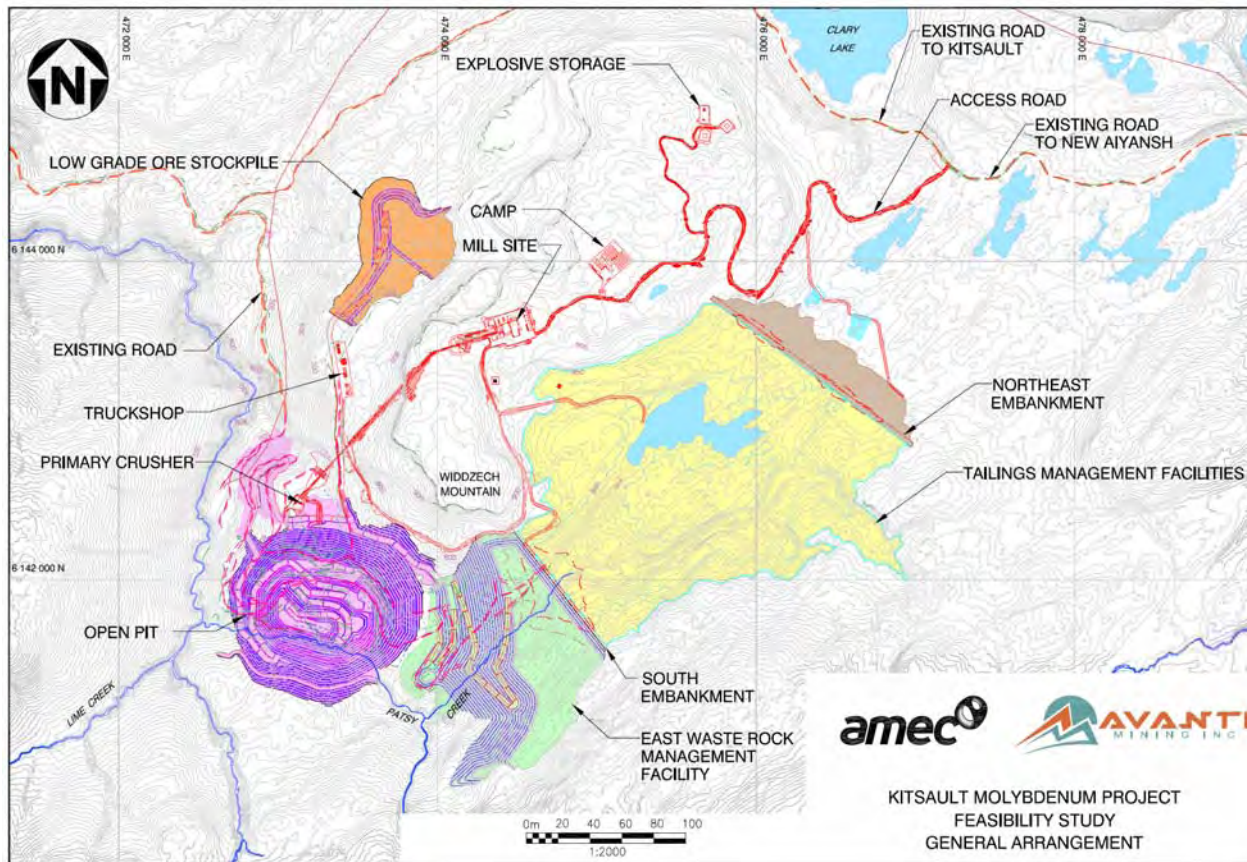 472 000 E
474 000 E
476 000 E
478 000 E
N
CLARY
LAKE
EXISTING ROAD
TO KITSAULT
EXPLOSIVE STORAGE
ACCESS ROAD
EXISTING ROAD
TO NEW AIYANSH
LOW GRADE ORE STOCKPILE
CAMP
MILL SITE
6 144 000 N
EXISTING ROAD
TRUCKSHOP
NORTHEAST
EMBANKMENT
PRIMARY CRUSHER
WIDDZECH
MOUNTAIN
TAILINGS MANAGEMENT FACILITIES
6 142 000 N
OPEN PIT
LIME CREEK
PATSY
CREEK
SOUTH
EMBANKMENT
EAST WASTE ROCK
MANAGEMENT
FACILITY
amec
AVANTI
MINING INC
KITSAULT MOLYBDENUM PROJECT
FEASIBILITY STUDY
GENERAL ARRANGEMENT
0m 20 40 60 80 100
1:2000